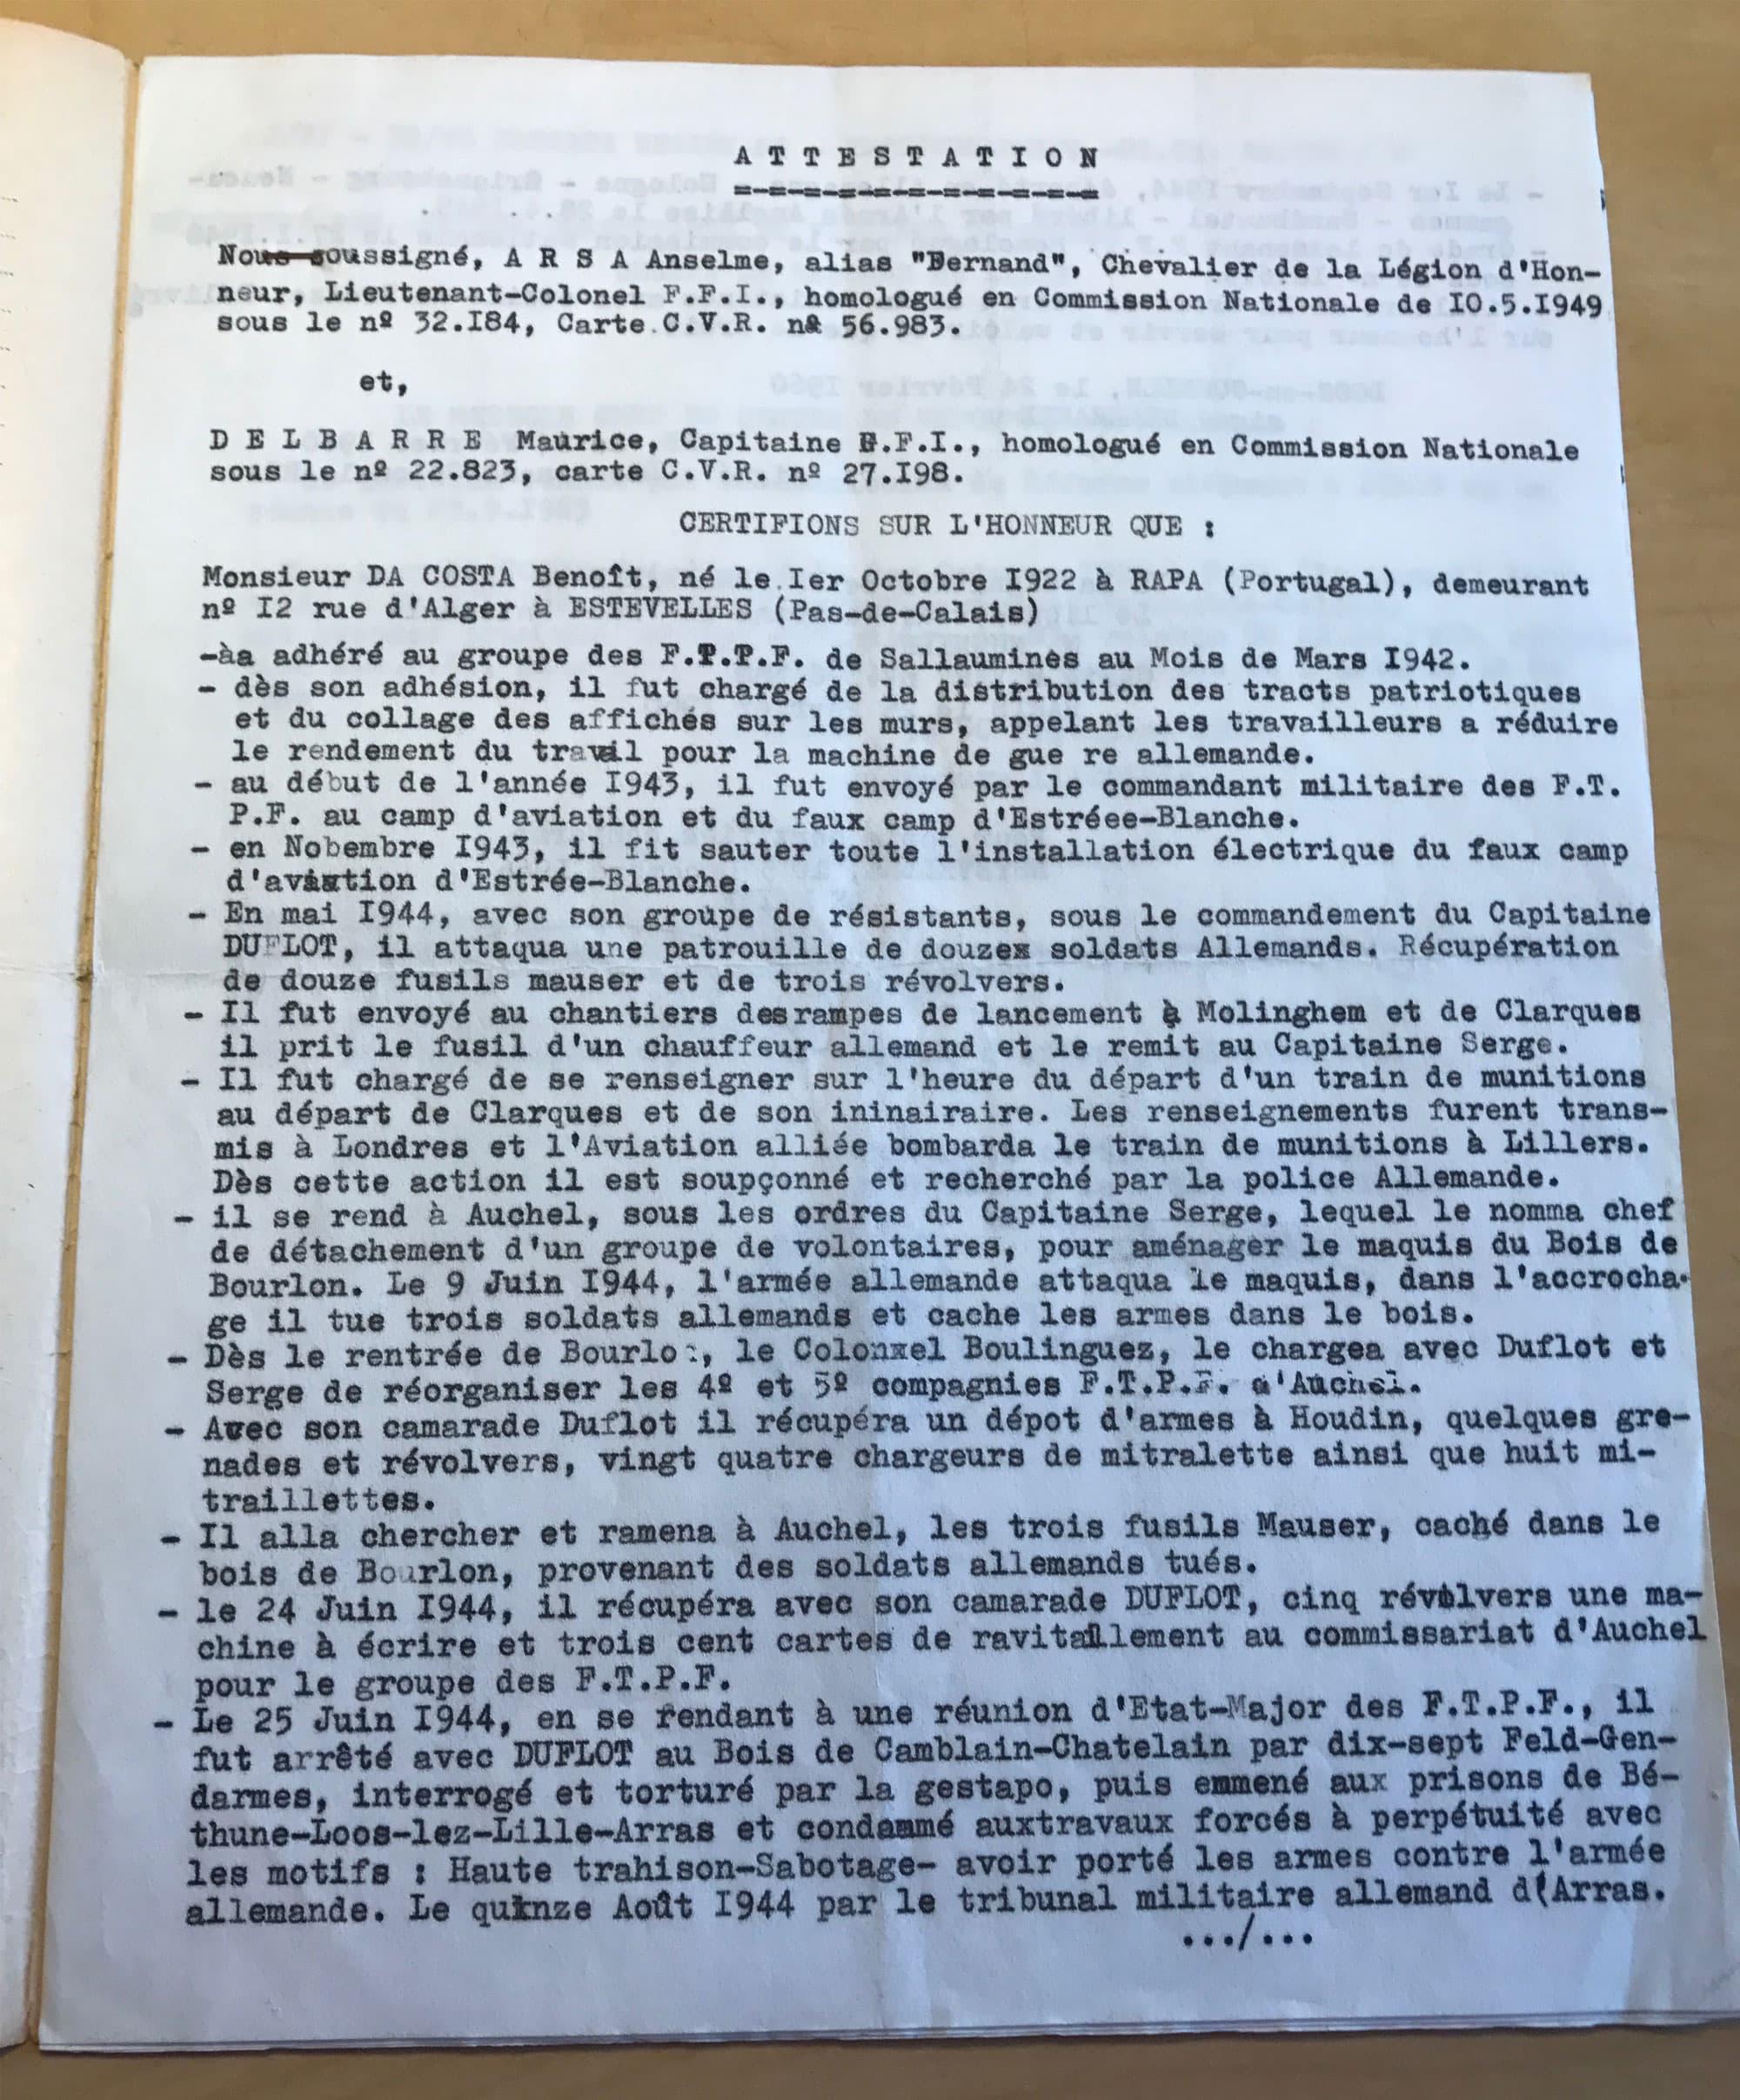 A T T E S T A T I O N
=-=-=-=-=-=-=-=-=-=-=
Nous soussigné, A R S A Anselme, alias "Bernand", Chevalier de la Légion d'Hon-
neur, Lieutenant-Colonel F.F.I., homologué en Commission Nationale de I0.5.I949
sous le nº 32.I84, Carte C.V.R. nº 56.983.
et,
D E L B A R R E Maurice, Capitaine F.F.I., homologué en Commission Nationale
sous le nº 22.823, carte C.V.R. nº 27.I98.
CERTIFIONS SUR L'HONNEUR QUE :
Monsieur DA COSTA Benoît, né le Ier Octobre I922 à RAPA (Portugal), demeurant
nº I2 rue d'Alger à ESTEVELLES (Pas-de-Calais)
-àa adhéré au groupe des F.T.P.F. de Sallaumines au Mois de Mars I942.
- dès son adhésion, il fut chargé de la distribution des tracts patriotiques
et du collage des affichés sur les murs, appelant les travailleurs a réduire
le rendement du travail pour la machine de gue re allemande.
- au début de l'année I943, il fut envoyé par le commandant militaire des F.T.
P.F. au camp d'aviation et du faux camp d'Estréee-Blanche.
- en Nobembre I943, il fit sauter toute l'installation électrique du faux camp
d'aviation d'Estrée-Blanche.
- En mai I944, avec son groupe de résistants, sous le commandement du Capitaine
DUFLOT, il attaqua une patrouille de douzes soldats Allemands. Récupération
de douze fusils mauser et de trois révolvers.
- Il fut envoyé au chantiers desrampes de lancement à Molinghem et de Clarques
il prit le fusil d'un chauffeur allemand et le remit au Capitaine Serge.
- Il fut chargé de se renseigner sur l'heure du départ d'un train de munitions
au départ de Clarques et de son ininairaire. Les renseignements furent trans-
mis à Londres et l'Aviation alliée bombarda le train de munitions à Lillers.
Dès cette action il est soupçonné et recherché par la police Allemande.
- il se rend à Auchel, sous les ordres du Capitaine Serge, lequel le nomma chef
de détachement d'un groupe de volontaires, pour aménager le maquis du Bois de
Bourlon. Le 9 Juin I944, l'armée allemande attaqua le maquis, dans l'accrocha-
ge il tue trois soldats allemands et cache les armes dans le bois.
- Dès le rentrée de Bourlon, le Colonxel Boulinguez, le chargea avec Duflot et
Serge de réorganiser les 4º et 5º compagnies F.T.P.F. d'Auchel.
- Avec son camarade Duflot il récupéra un dépot d'armes à Houdin, quelques gre-
nades et révolvers, vingt quatre chargeurs de mitralette ainsi que huit mi-
traillettes.
- Il alla chercher et ramena à Auchel, les trois fusils Mauser, caché dans le
bois de Bourlon, provenant des soldats allemands tués.
- le 24 Juin I944, il récupéra avec son camarade DUFLOT, cinq révolvers une ma-
chine à écrire et trois cent cartes de ravitaillement au commissariat d'Auchel
pour le groupe des F.T.P.F.
- Le 25 Juin I944, en se rendant à une réunion d'Etat-Major des F.T.P.F., il
fut arrêté avec DUFLOT au Bois de Camblain-Chatelain par dix-sept Feld-Gen-
darmes, interrogé et torturé par la gestapo, puis emmené aux prisons de Bé-
thune-Loos-lez-Lille-Arras et condamné auxtravaux forcés à perpétuité avec
les motifs : Haute trahison-Sabotage- avoir porté les armes contre l'armée
allemande. Le quinze Août I944 par le tribunal militaire allemand d(Arras.
.../...